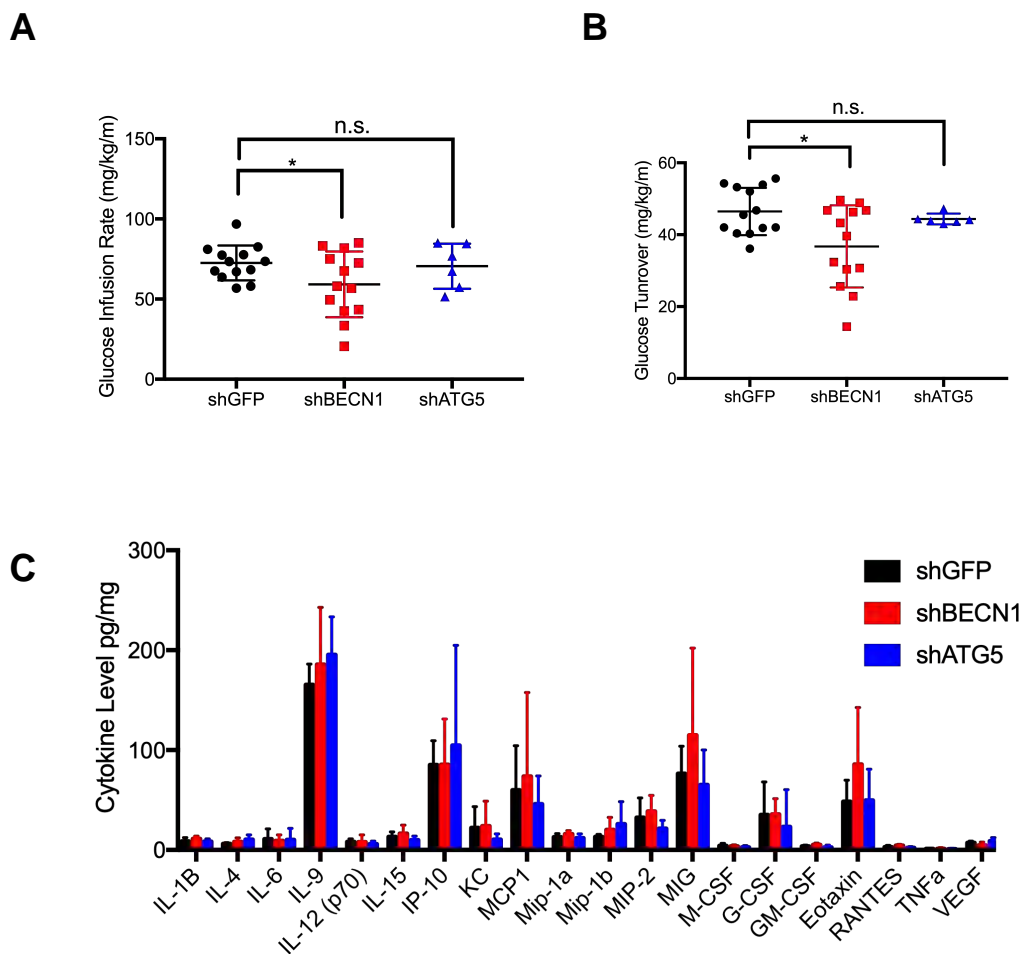 A
B
n.s.
*
Glucose Infusion Rate (mg/kg/m)
150
100
50
0
shGFP
shBECN1
shATG5
n.s.
*
Glucose Turnover (mg/kg/m)
60
40
20
0
shGFP
shBECN1
shATG5
C
Cytokine Level pg/mg
300
200
100
0
shGFP
shBECN1
shATG5
IL-1B
IL-4
IL-6
IL-9
IL-12 (p70)
IL-15
IP-10
KC
MCP1
Mip-1a
Mip-1b
MIP-2
MIG
M-CSF
G-CSF
GM-CSF
Eotaxin
RANTES
TNFa
VEGF